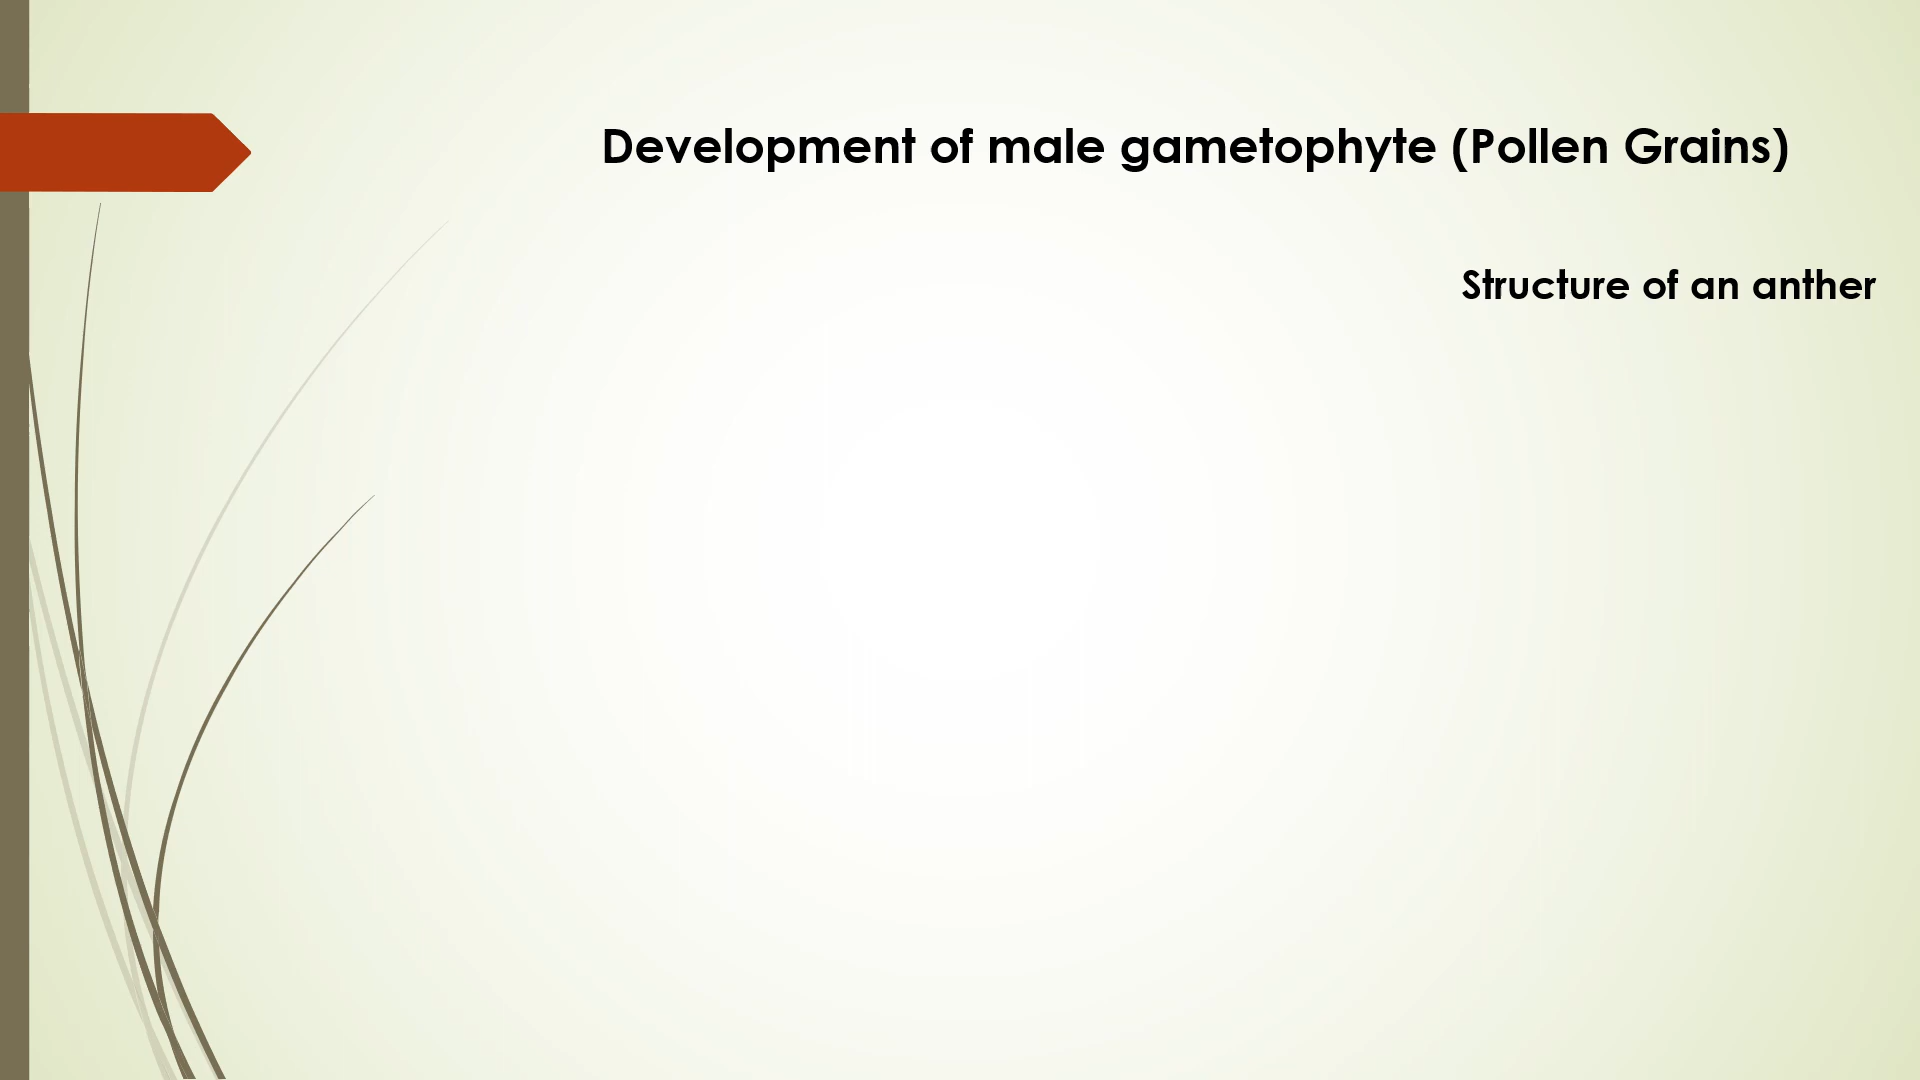 Development of male gametophyte (Pollen Grains)
Structure of an anther